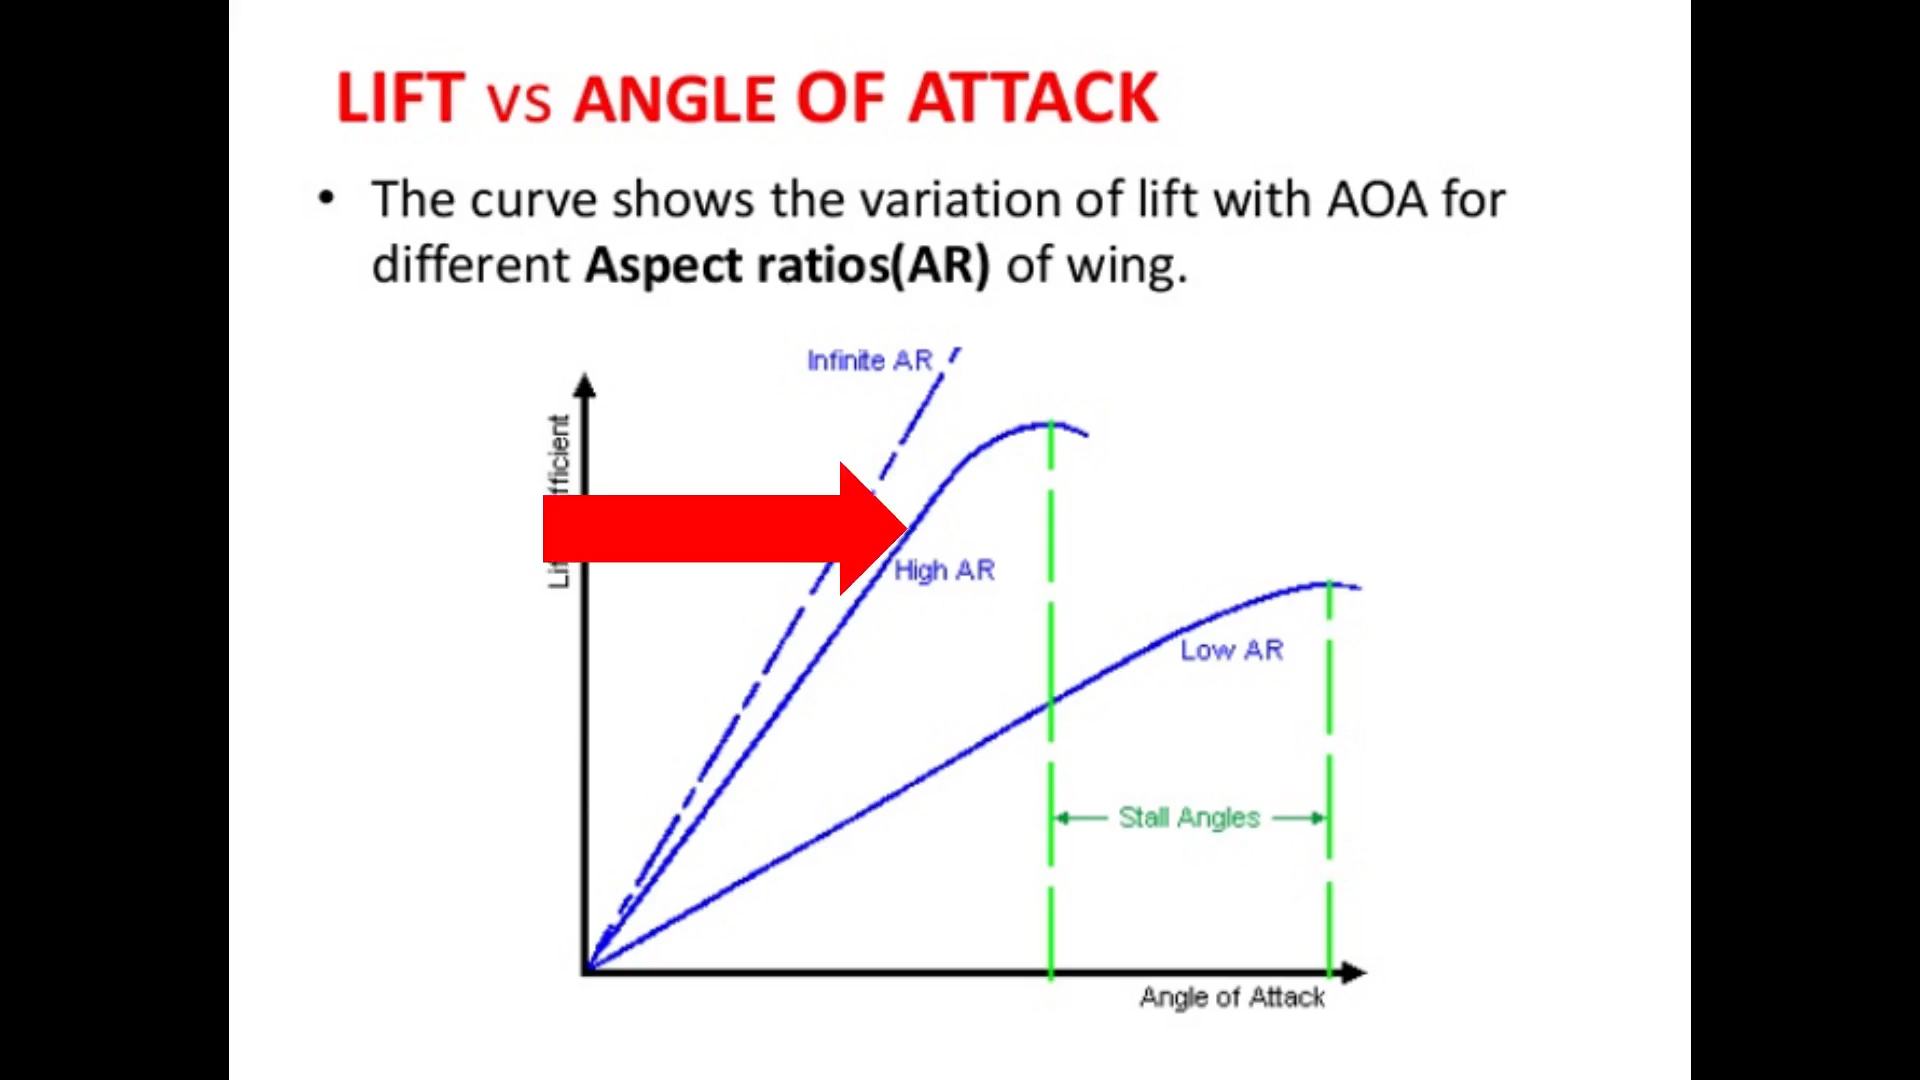 LIFT vs ANGLE OF ATTACK
• The curve shows the variation of lift with AOA for
different Aspect ratios(AR) of wing.
Infinite AR
High AR
Low AR
Stall Angles
Angle of Attack